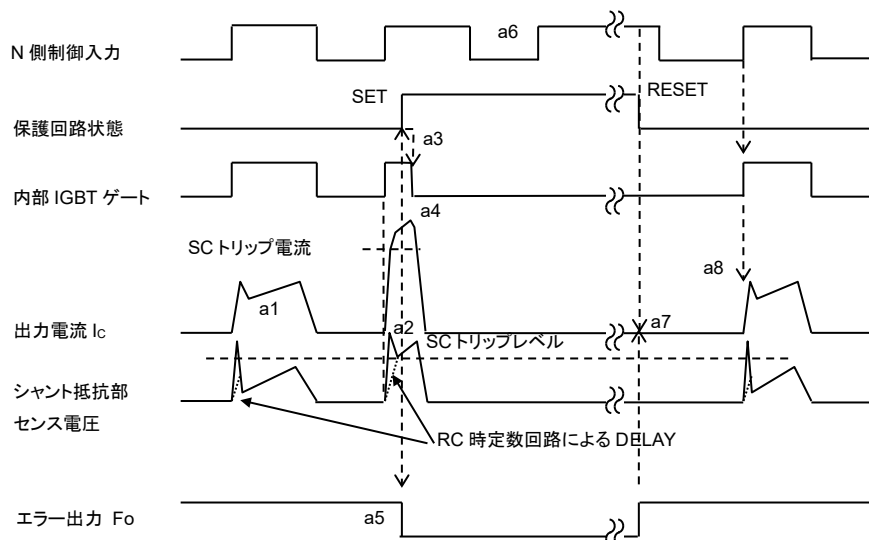 a6
N 側制御入力
SET
RESET
保護回路状態
a3
内部 IGBT ゲート
a4
SC トリップ電流
a8
a1
出力電流 Ic
a2
a7
SC トリップレベル
シャント抵抗部
センス電圧
RC 時定数回路による DELAY
エラー出力 Fo
a5